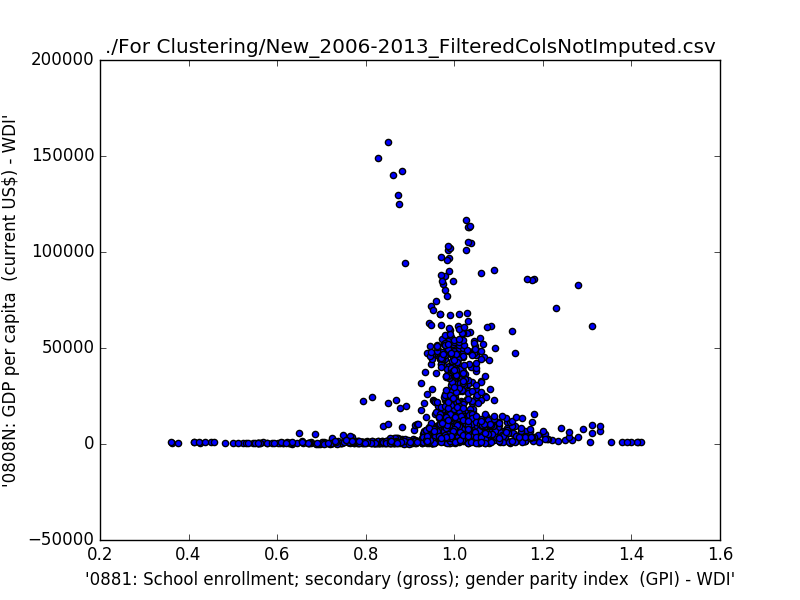 ./For Clustering/New_2006-2013_FilteredColsNotImputed.csv
200000
150000
100000
50000
0
−50000
'0808N: GDP per capita  (current US$) - WDI'
0.2 0.4 0.6 0.8 1.0 1.2 1.4 1.6
'0881: School enrollment; secondary (gross); gender parity index  (GPI) - WDI'